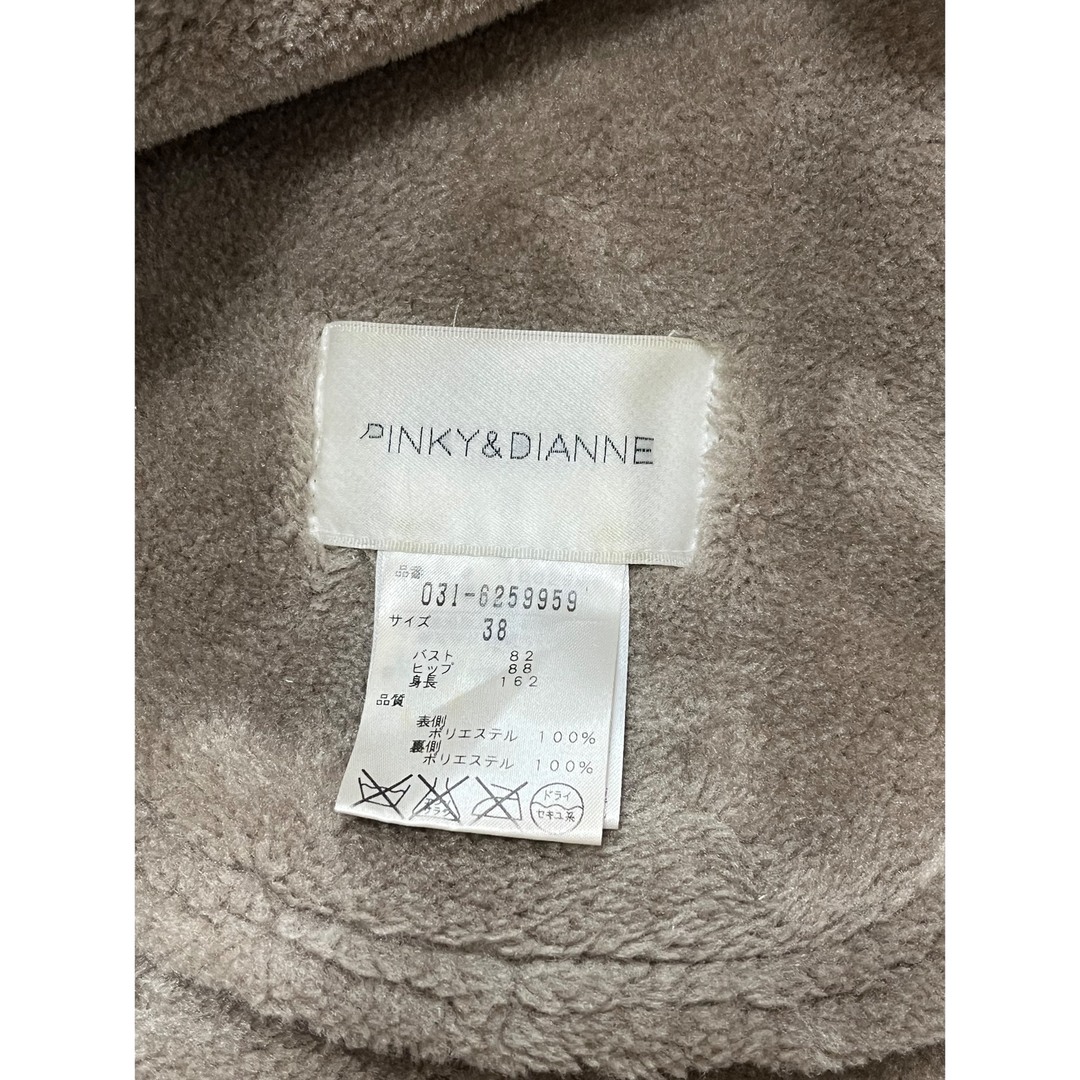 PINKY&DIANNE
品番
031-6259959
サイズ 38
バスト 82
ヒップ 88
身長 162
品質
表側
ポリエステル 100%
裏側
ポリエステル 100%
ドライ
セキユ系